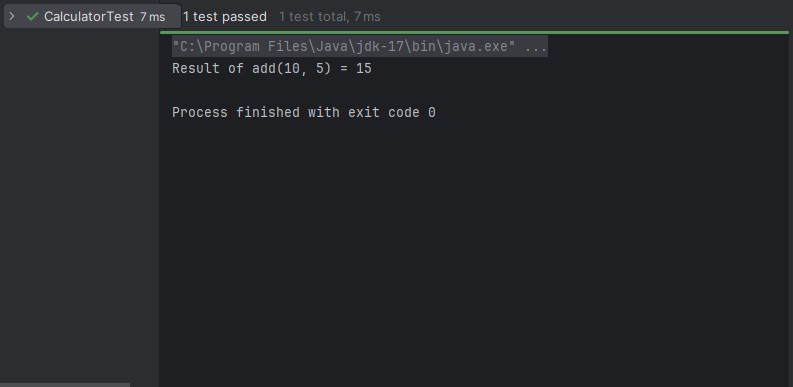 CalculatorTest 7 ms 1 test passed 1 test total, 7 ms
"C:\Program Files\Java\jdk-17\bin\java.exe" ...
Result of add(10, 5) = 15
Process finished with exit code 0